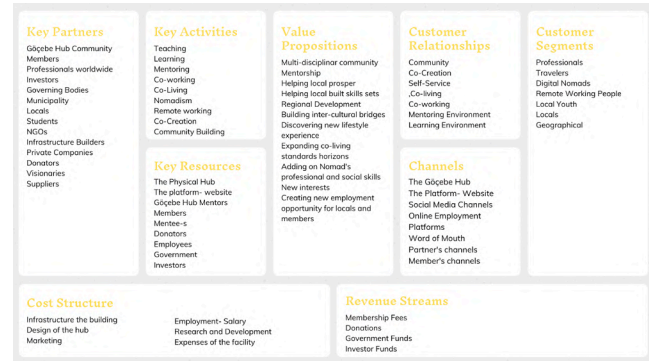 Key Partners
Göçebe Hub Community
Members
Professionals worldwide
Investors
Governing Bodies
Municipality
Locals
Students
NGOs
Infrastructure Builders
Private Companies
Donators
Visionaries
Suppliers
Key Activities
Teaching
Learning
Mentoring
Co-working
Co-Living
Nomadism
Remote working
Co-Creation
Community Building
Key Resources
The Physical Hub
The platform- website
Göçebe Hub Mentors
Members
Mentee-s
Donators
Employees
Government
Investors
Value
Propositions
Multi-disciplinar community
Mentorship
Helping local prosper
Helping local built skills sets
Regional Development
Building inter-cultural bridges
Discovering new lifestyle
experience
Expanding co-living
standards horizons
Adding on Nomad's
professional and social skills
New interests
Creating new employment
opportunity for locals and
members
Customer
Relationships
Community
Co-Creation
Self-Service
,Co-living
Co-working
Mentoring Environment
Learning Environment
Channels
The Göçebe Hub
The Platform- Website
Social Media Channels
Online Employment
Platforms
Word of Mouth
Partner's channels
Member's channels
Customer
Segments
Professionals
Travelers
Digital Nomads
Remote Working People
Local Youth
Locals
Geographical
Cost Structure
Infrastructure the building
Design of the hub
Marketing
Employment- Salary
Research and Development
Expenses of the facility
Revenue Streams
Membership Fees
Donations
Government Funds
Investor Funds